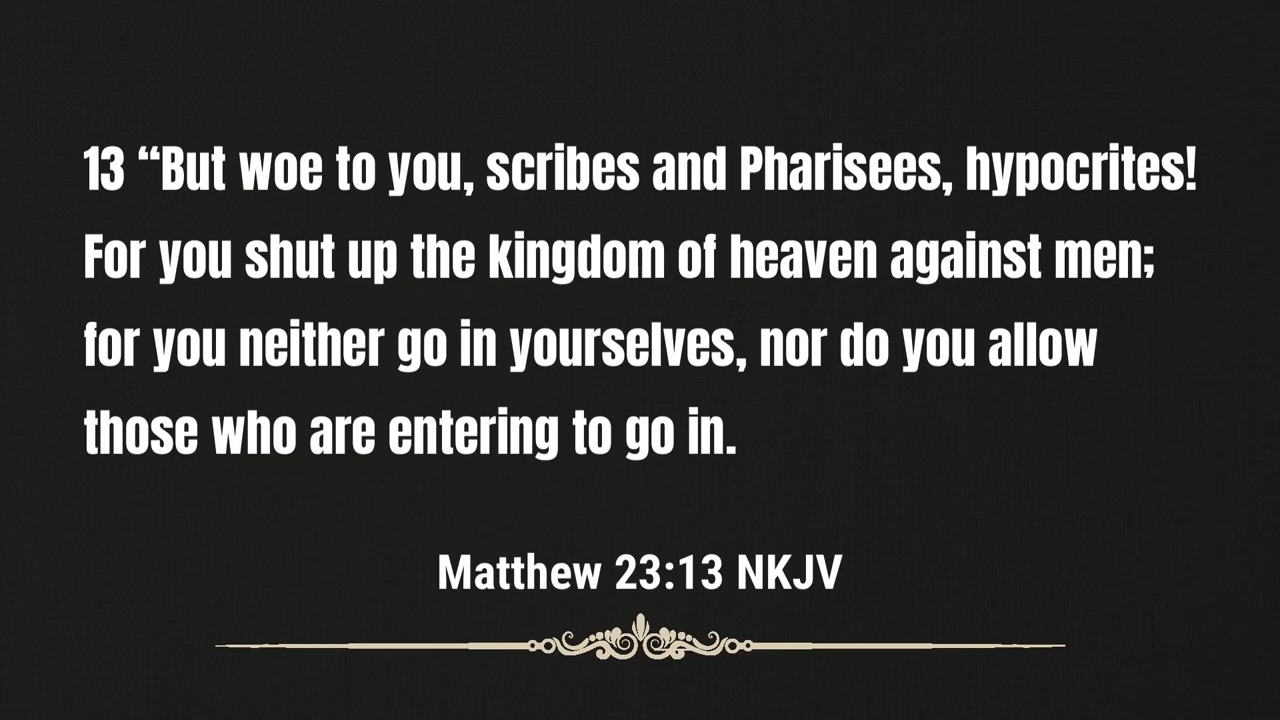 13 “But woe to you, scribes and Pharisees, hypocrites!
For you shut up the kingdom of heaven against men;
for you neither go in yourselves, nor do you allow
those who are entering to go in.
Matthew 23:13 NKJV